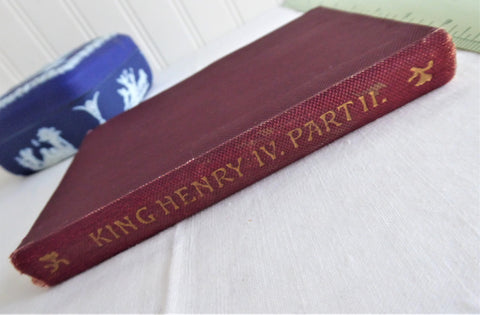 KING HENRY IV. PART II.